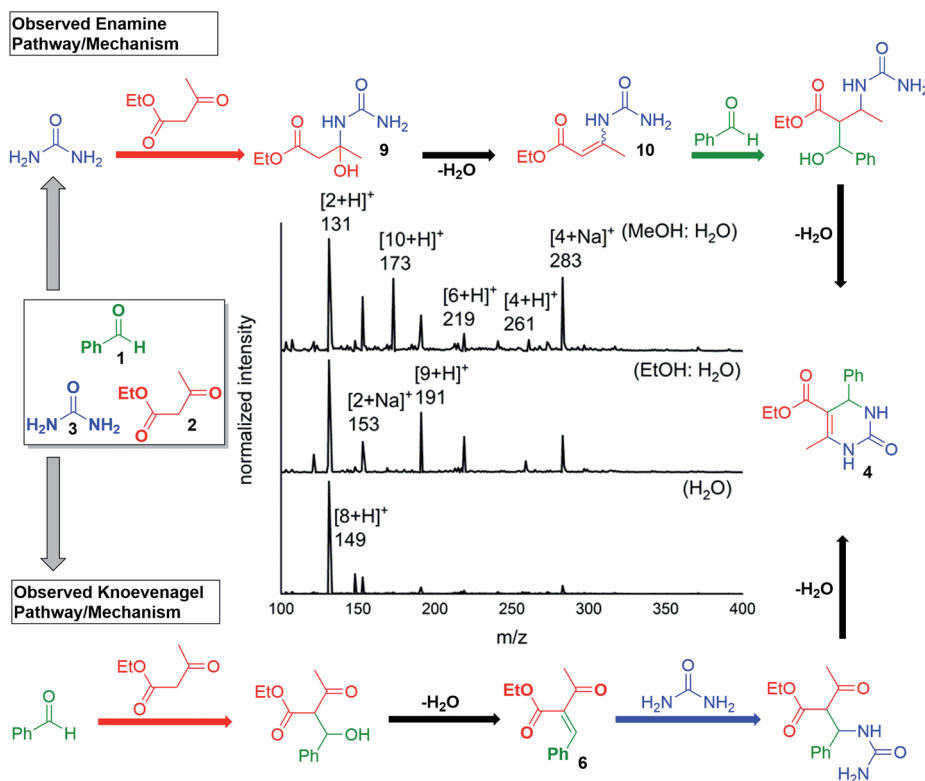 Observed Enamine
Pathway/Mechanism
O
H₂N NH₂
EtO O
O
O
EtO
O
HN NH₂
OH
9
-H₂O
O
HN NH₂
O
EtO
10
O
Ph H
O
HN NH₂
O
EtO
HO Ph
-H₂O
O
Ph H
1
O
H₂N NH₂
3
EtO O
O
2
normalized intensity
[2+H]⁺
131
[10+H]⁺
173
[6+H]⁺
219
[4+H]⁺
261
[4+Na]⁺
283
(MeOH: H₂O)
(EtOH: H₂O)
[2+Na]⁺
153
[9+H]⁺
191
(H₂O)
[8+H]⁺
149
100 150 200 250 300 350 400
m/z
O Ph
EtO NH
N O
H
4
-H₂O
Observed Knoevenagel
Pathway/Mechanism
O
Ph H
EtO O
O
EtO O
O
OH
Ph
-H₂O
EtO O
O
Ph
6
O
H₂N NH₂
EtO O
O
Ph NH
O
H₂N